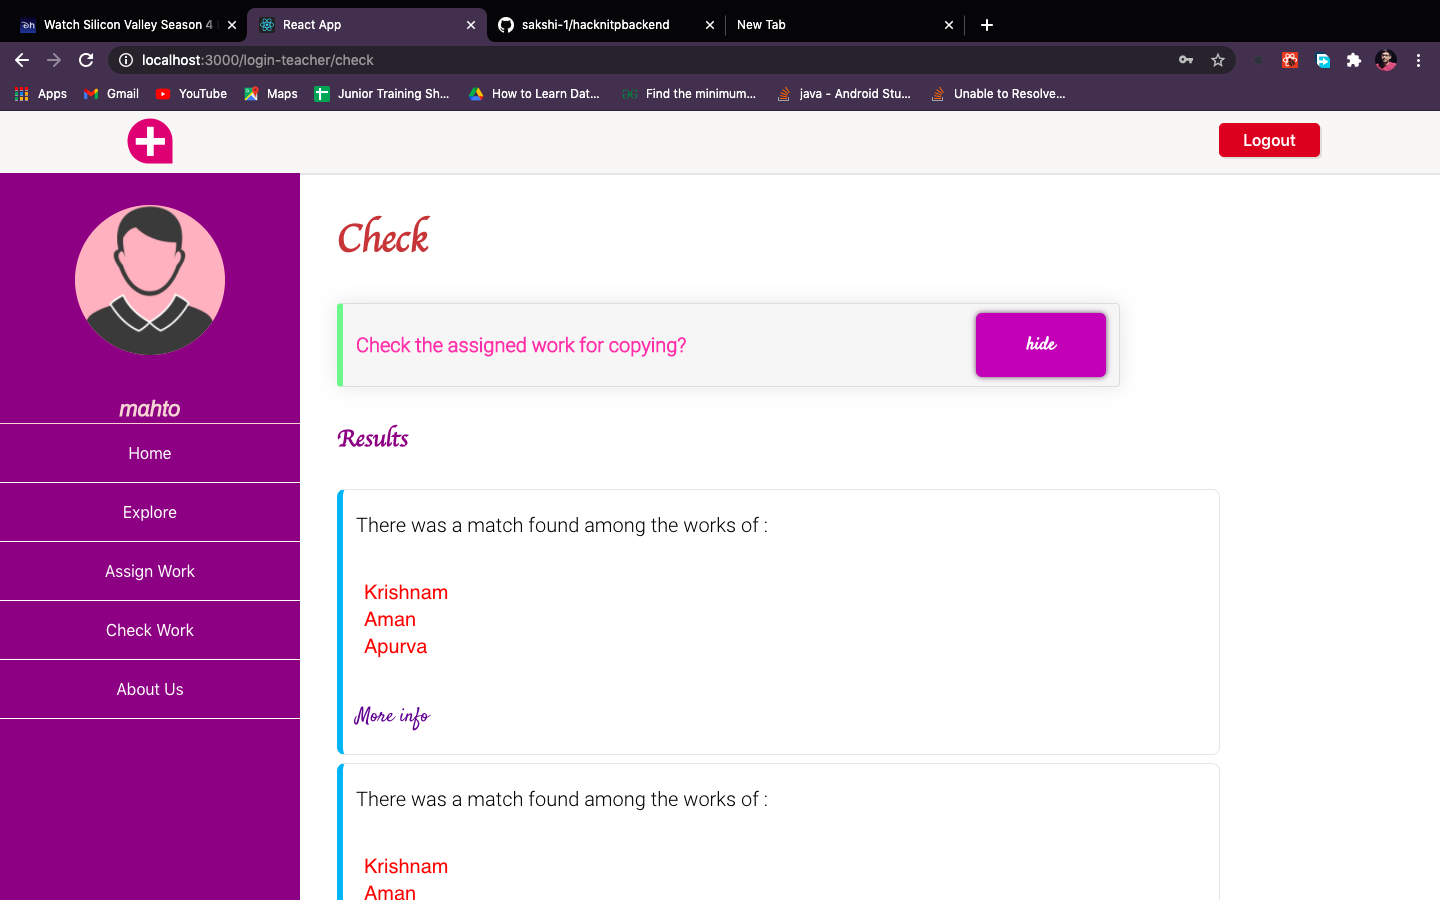 Watch Silicon Valley Season 4
React App
sakshi-1/hacknitpbackend
New Tab
localhost:3000/login-teacher/check
Apps
Gmail
YouTube
Maps
Junior Training Sh...
How to Learn Dat...
Find the minimum...
java - Android Stu...
Unable to Resolve...
Logout
mahto
Home
Explore
Assign Work
Check Work
About Us
Check
Check the assigned work for copying?
hide
Results
There was a match found among the works of :
Krishnam
Aman
Apurva
More info
There was a match found among the works of :
Krishnam
Aman